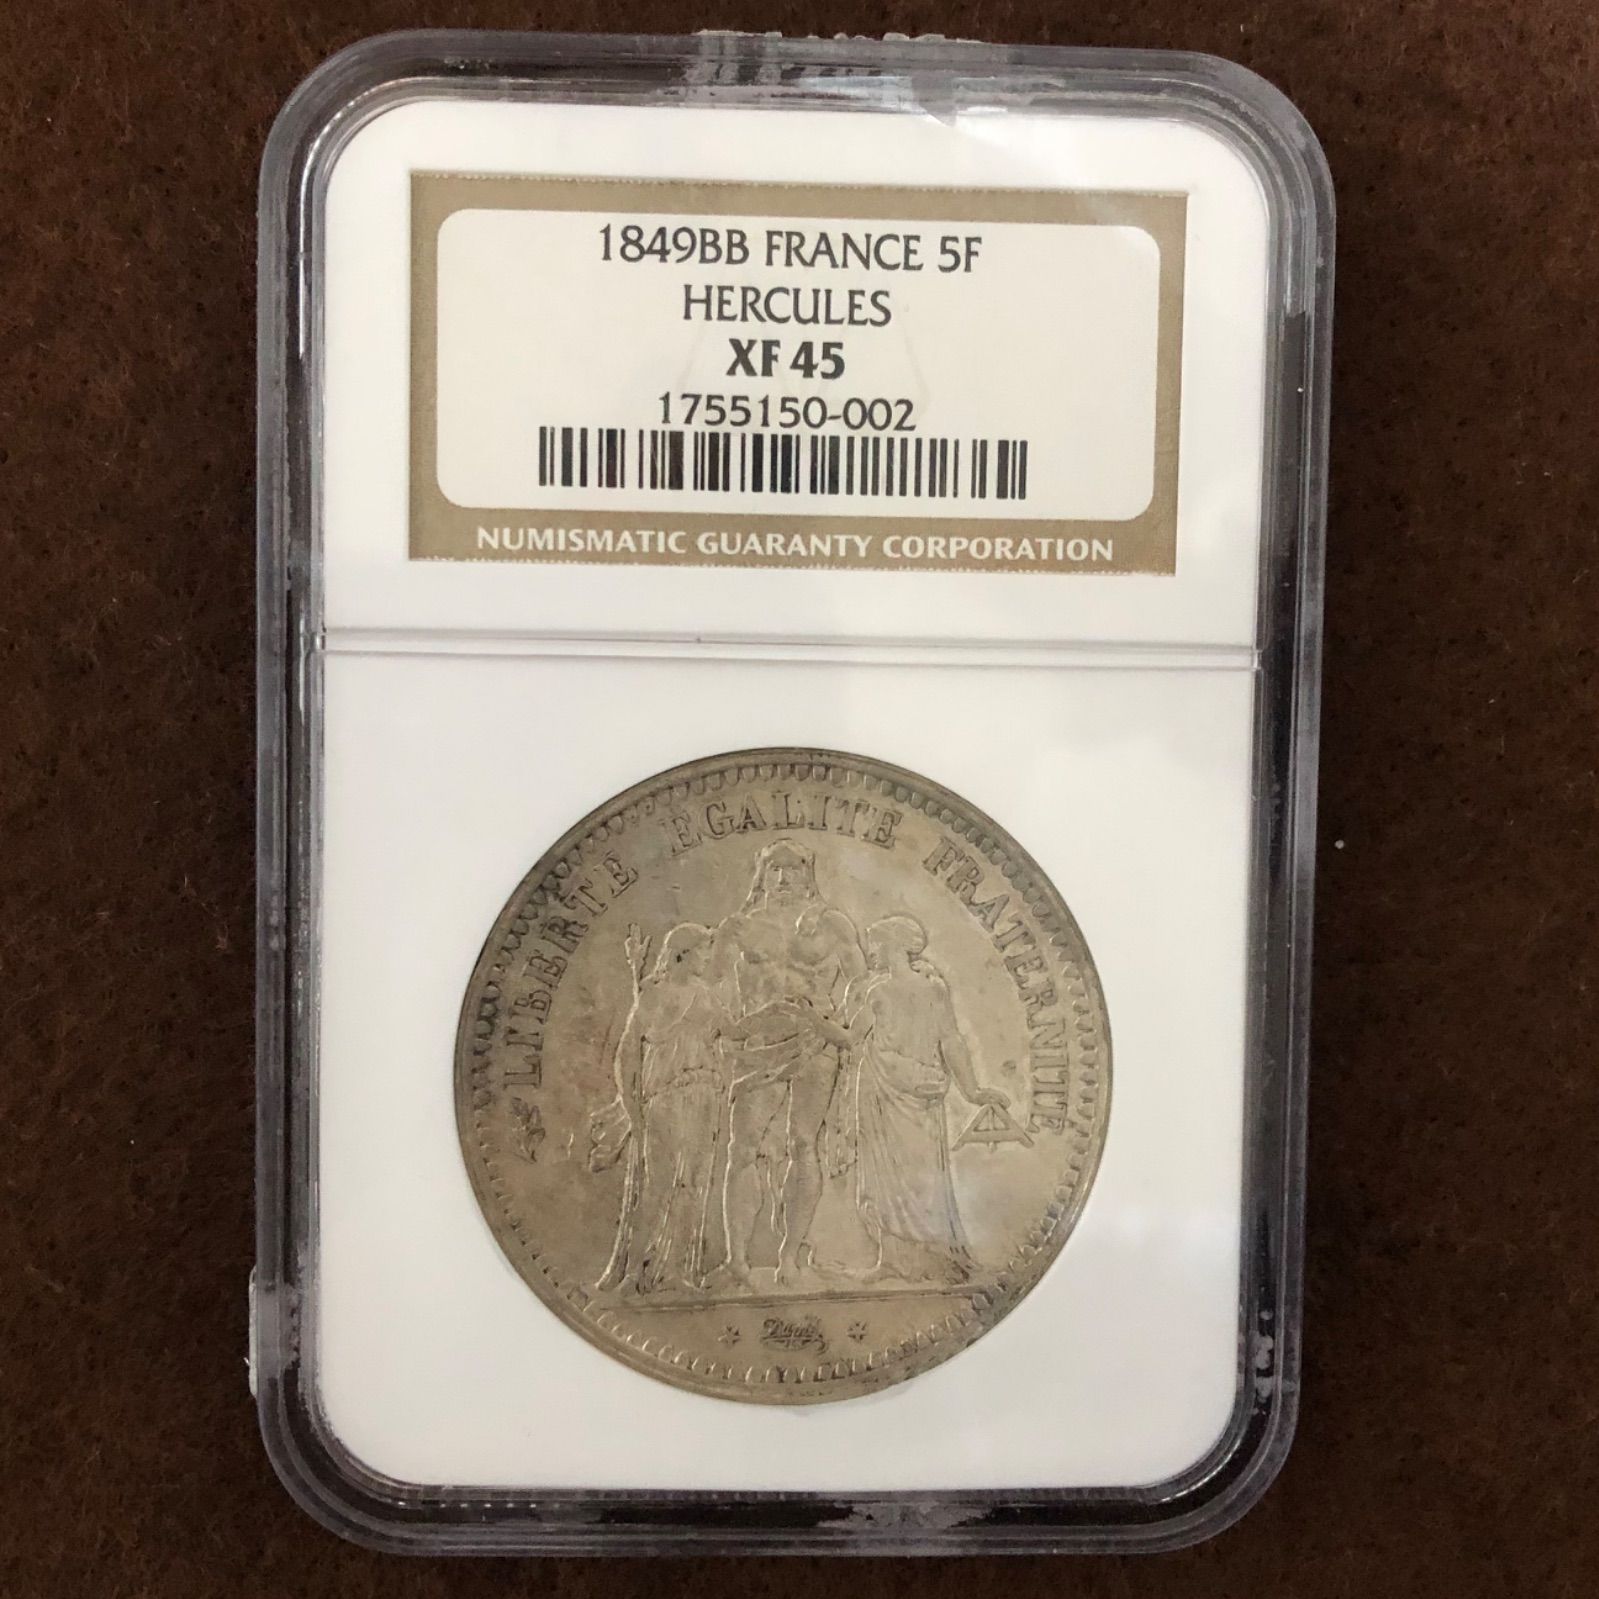 1849BB FRANCE 5F
HERCULES
XF 45
1755150-002
NUMISMATIC GUARANTY CORPORATION
LIBERTE EGALITE FRATERNITE